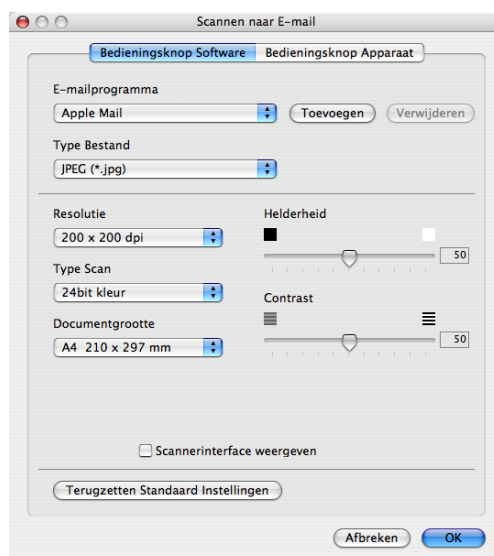 Scannen naar E-mail
Bedieningsknop Software Bedieningsknop Apparaat
E-mailprogramma
Apple Mail Toevoegen Verwijderen
Type Bestand
JPEG (*.jpg)
Resolutie
200 x 200 dpi
Type Scan
24bit kleur
Documentgrootte
A4 210 x 297 mm
Helderheid
50
Contrast
50
Scannerinterface weergeven
Terugzetten Standaard Instellingen
Afbreken OK